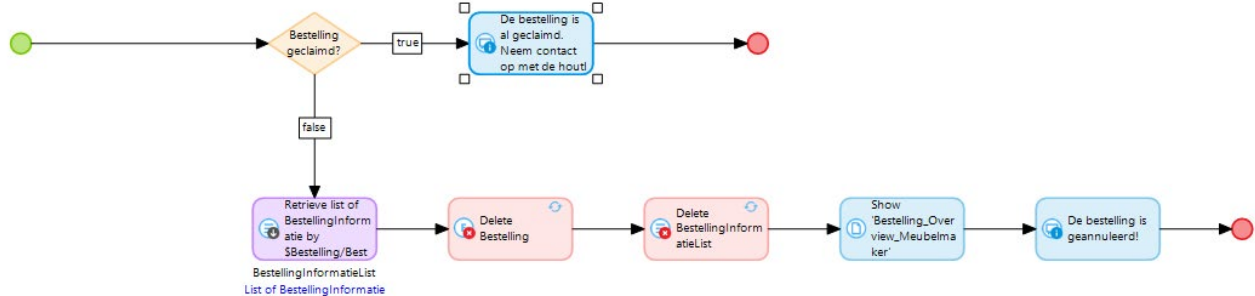 Bestelling
geclaimd?
true
De bestelling is
al geclaimd.
Neem contact
op met de houtl
false
Retrieve list of
BestellingInform
atie by
$Bestelling/Best
BestellingInformatieList
List of BestellingInformatie
Delete
Bestelling
Delete
BestellingInform
atieList
Show
'Bestelling_Over
view_Meubelma
ker'
De bestelling is
geannuleerd!